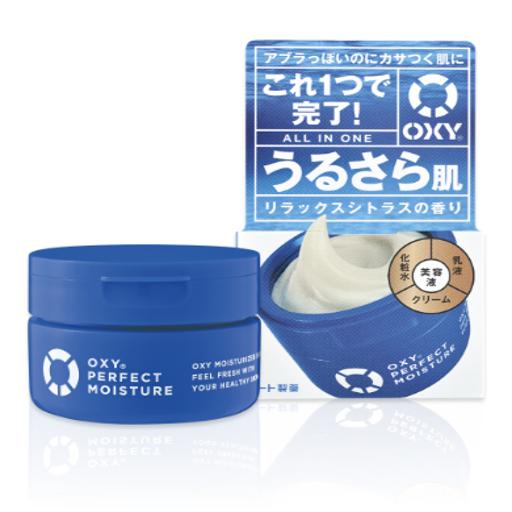 アブラっぽいのにカサつく肌に
これ1つで
完了!
ALL IN ONE
OXY®
うるさら肌
リラックスシトラスの香り
化粧水
乳液
美容液
クリーム
OXY®
PERFECT
MOISTURE
OXY®
PERFECT
MOISTURE
OXY MOISTURIZES
FEEL FRESH WITH
YOUR HEALTHY SKIN